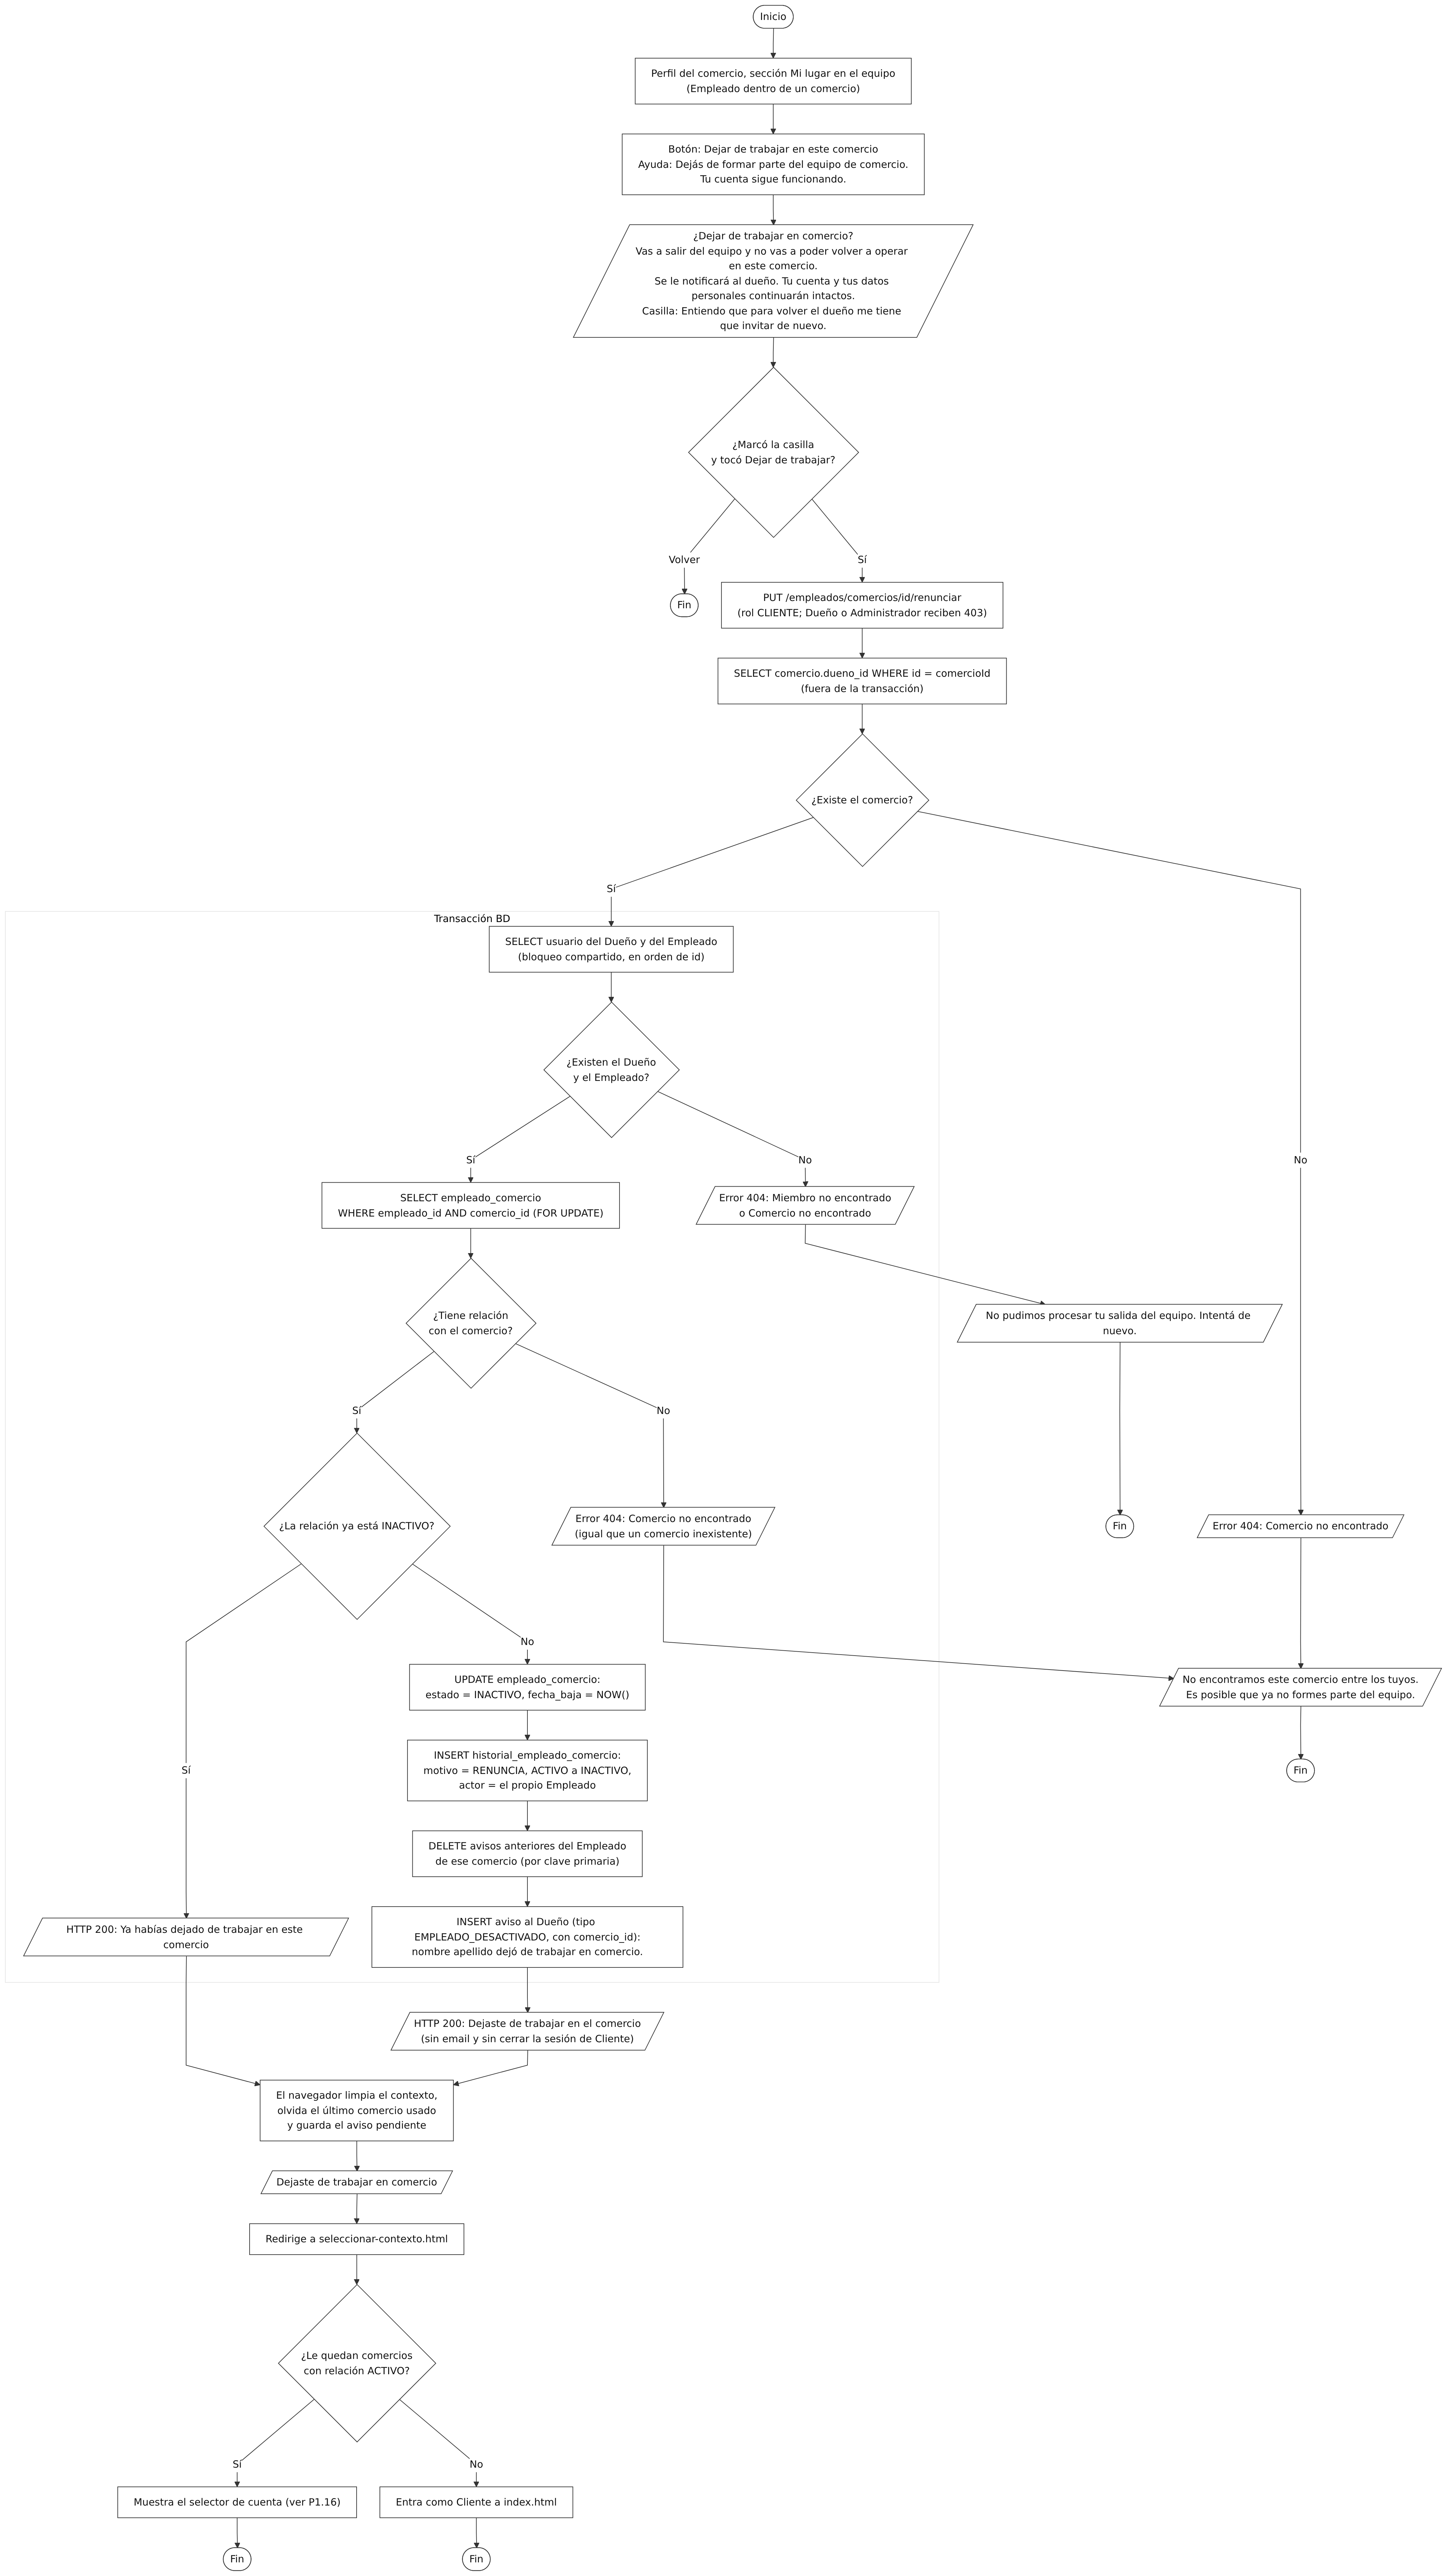 Inicio
Perfil del comercio, sección Mi lugar en el equipo
(Empleado dentro de un comercio)
Botón: Dejar de trabajar en este comercio
Ayuda: Dejás de formar parte del equipo de comercio.
Tu cuenta sigue funcionando.
¿Dejar de trabajar en comercio?
Vas a salir del equipo y no vas a poder volver a operar
en este comercio.
Se le notificará al dueño. Tu cuenta y tus datos
personales continuarán intactos.
Casilla: Entiendo que para volver el dueño me tiene
que invitar de nuevo.
¿Marcó la casilla
y tocó Dejar de trabajar?
Volver
Sí
Fin
PUT /empleados/comercios/id/renunciar
(rol CLIENTE; Dueño o Administrador reciben 403)
SELECT comercio.dueno_id WHERE id = comercioId
(fuera de la transacción)
¿Existe el comercio?
Sí
Transacción BD
SELECT usuario del Dueño y del Empleado
(bloqueo compartido, en orden de id)
¿Existen el Dueño
y el Empleado?
Sí
No
No
SELECT empleado_comercio
WHERE empleado_id AND comercio_id (FOR UPDATE)
Error 404: Miembro no encontrado
o Comercio no encontrado
¿Tiene relación
con el comercio?
No pudimos procesar tu salida del equipo. Intentá de
nuevo.
Sí
No
¿La relación ya está INACTIVO?
Error 404: Comercio no encontrado
(igual que un comercio inexistente)
Fin
Error 404: Comercio no encontrado
No
UPDATE empleado_comercio:
estado = INACTIVO, fecha_baja = NOW()
No encontramos este comercio entre los tuyos.
Es posible que ya no formes parte del equipo.
Sí
INSERT historial_empleado_comercio:
motivo = RENUNCIA, ACTIVO a INACTIVO,
actor = el propio Empleado
Fin
DELETE avisos anteriores del Empleado
de ese comercio (por clave primaria)
HTTP 200: Ya habías dejado de trabajar en este
comercio
INSERT aviso al Dueño (tipo
EMPLEADO_DESACTIVADO, con comercio_id):
nombre apellido dejó de trabajar en comercio.
HTTP 200: Dejaste de trabajar en el comercio
(sin email y sin cerrar la sesión de Cliente)
El navegador limpia el contexto,
olvida el último comercio usado
y guarda el aviso pendiente
Dejaste de trabajar en comercio
Redirige a seleccionar-contexto.html
¿Le quedan comercios
con relación ACTIVO?
Sí
No
Muestra el selector de cuenta (ver P1.16)
Entra como Cliente a index.html
Fin
Fin